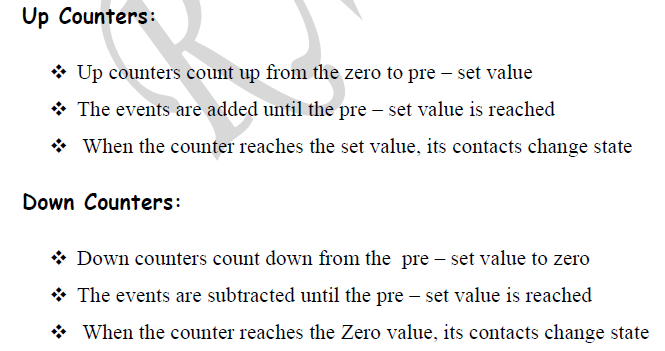 Up Counters:
❖ Up counters count up from the zero to pre – set value
❖ The events are added until the pre – set value is reached
❖ When the counter reaches the set value, its contacts change state
Down Counters:
❖ Down counters count down from the pre – set value to zero
❖ The events are subtracted until the pre – set value is reached
❖ When the counter reaches the Zero value, its contacts change state